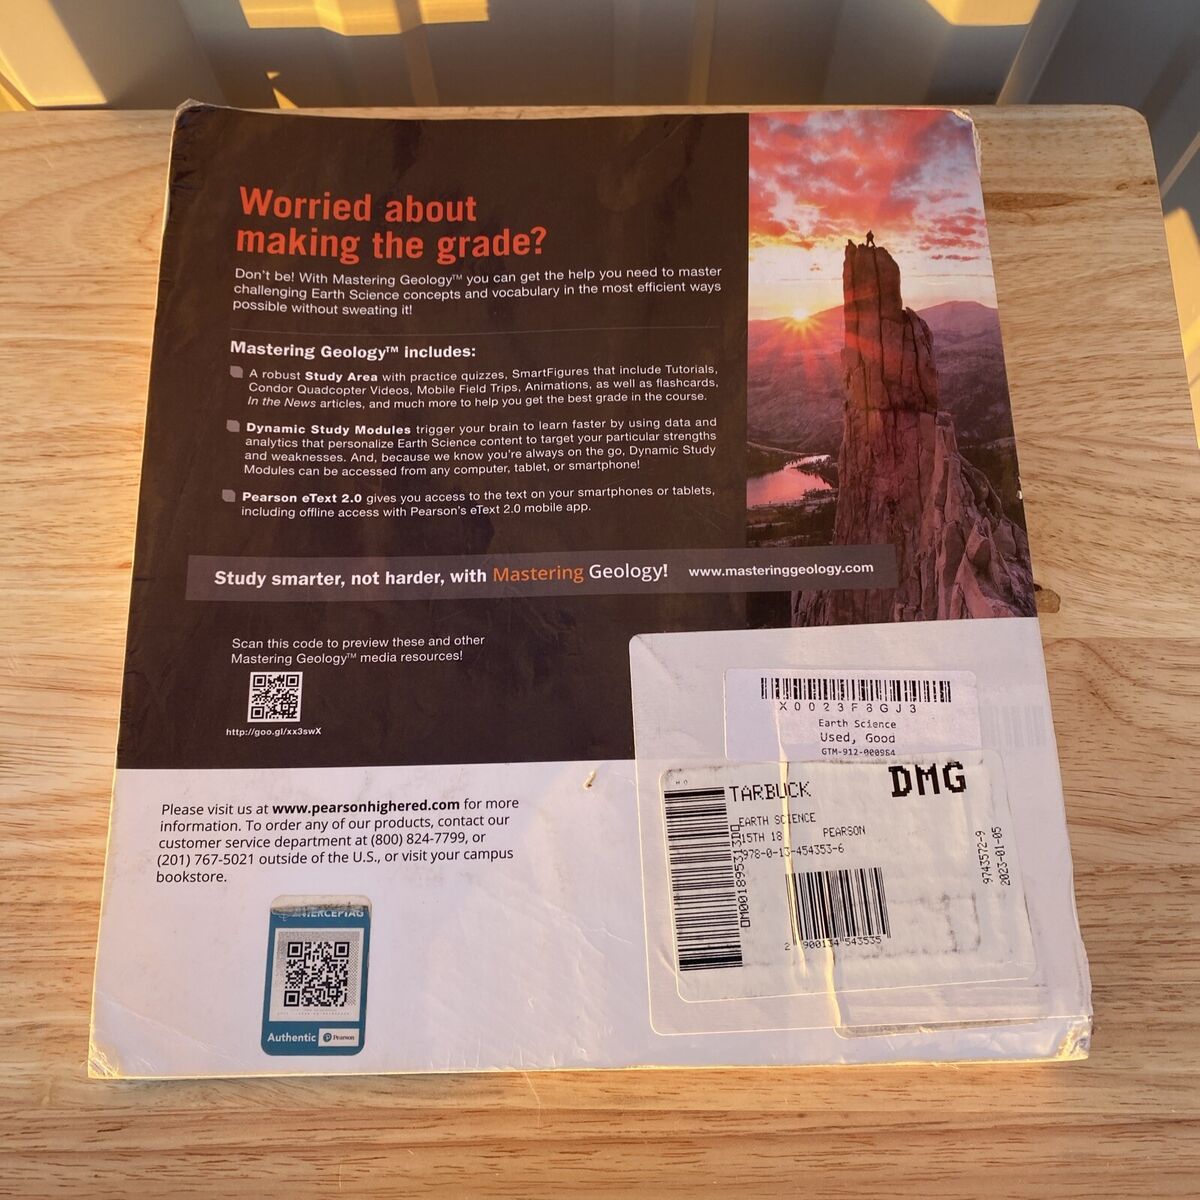 Worried about
making the grade?
Don't be! With Mastering Geology™ you can get the help you need to master
challenging Earth Science concepts and vocabulary in the most efficient ways
possible without sweating it!
Mastering Geology™ includes:
A robust Study Area with practice quizzes, SmartFigures that include Tutorials,
Condor Quadcopter Videos, Mobile Field Trips, Animations, as well as flashcards,
In the News articles, and much more to help you get the best grade in the course.
Dynamic Study Modules trigger your brain to learn faster by using data and
analytics that personalize Earth Science content to target your particular strengths
and weaknesses. And, because we know you're always on the go, Dynamic Study
Modules can be accessed from any computer, tablet, or smartphone!
Pearson eText 2.0 gives you access to the text on your smartphones or tablets,
including offline access with Pearson's eText 2.0 mobile app.
Study smarter, not harder, with Mastering Geology! www.masteringgeology.com
Scan this code to preview these and other
Mastering Geology™ media resources!
http://goo.gl/xx3swX
Please visit us at www.pearsonhighered.com for more
information. To order any of our products, contact our
customer service department at (800) 824-7799, or
(201) 767-5021 outside of the U.S., or visit your campus
bookstore.
Authentic Pearson
X0023F8GJ3
Earth Science
Used, Good
GTM-912-000984
DMG
TARBUCK
EARTH SCIENCE
15TH 18 PEARSON
978-0-13-454353-6
2 900134 543535
9743572-9
2023-01-05